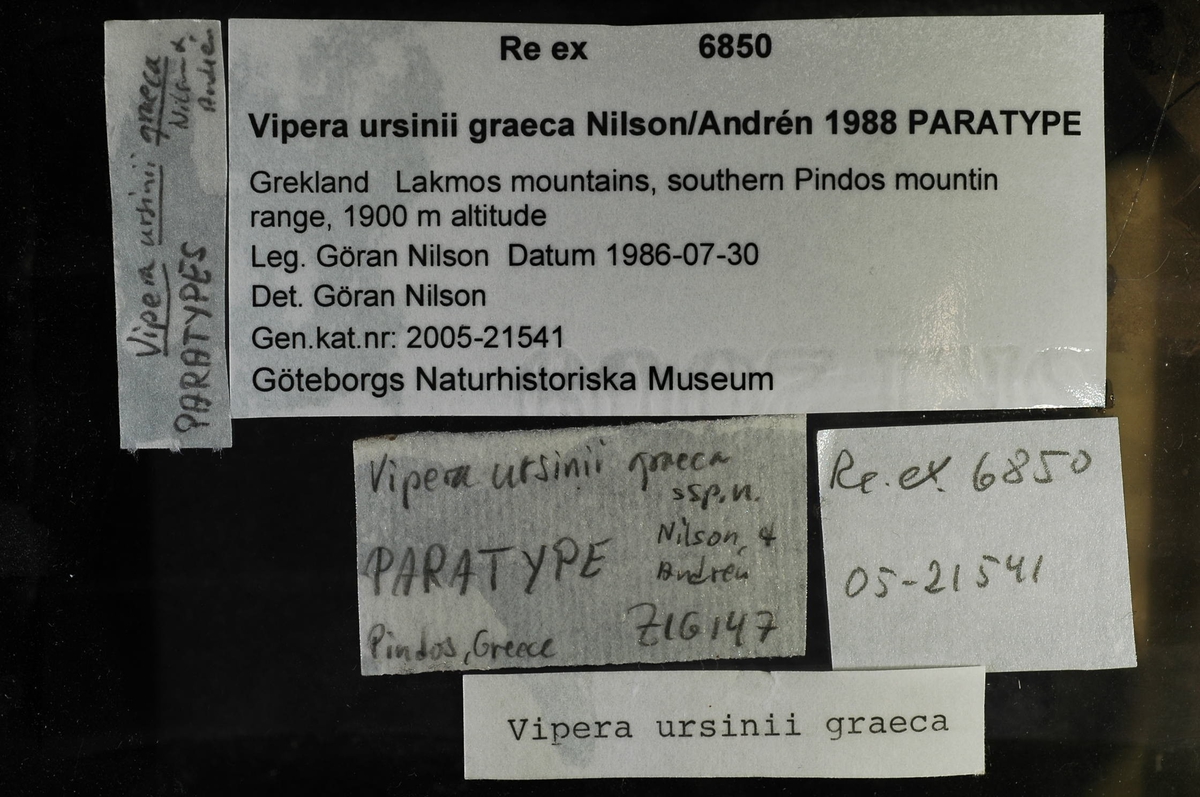 Re ex 6850
Vipera ursinii graeca Nilson/Andrén 1988 PARATYPE
Grekland Lakmos mountains, southern Pindos mountin
range, 1900 m altitude
Leg. Göran Nilson Datum 1986-07-30
Det. Göran Nilson
Gen.kat.nr: 2005-21541
Göteborgs Naturhistoriska Museum
Vipera ursinii graeca
Nilson &
Andrén
PARATYPES
Vipera ursinii graeca
ssp.n.
Nilson, &
Andrén
PARATYPE
Pindos, Greece
ZIG147
Re. ex. 6850
05-21541
Vipera ursinii graeca